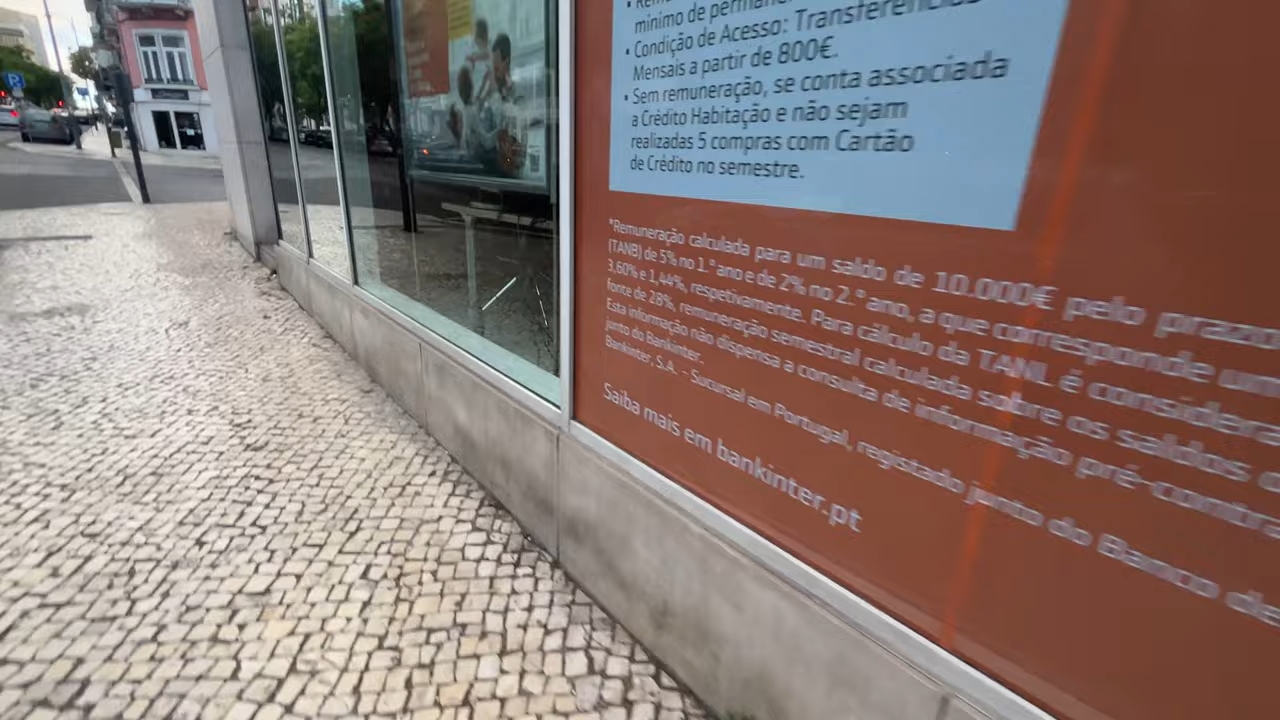 mínimo de
• Condição de Acesso: Transferências
Mensais a partir de 800€.
• Sem remuneração, se conta associada
a Crédito Habitação e não sejam
realizadas 5 compras com Cartão
de Crédito no semestre.
*Remuneração calculada para um saldo de 10.000€ pelo prazo
(TANB) de 5% no 1.º ano e de 2% no 2.º ano, a que corresponde um
3,60% e 1,44%, respetivamente. Para cálculo da TANL é considera
fonte de 28%, remuneração semestral calculada sobre os saldos d
Esta informação não dispensa a consulta de informação pré-contra
junto do Bankinter.
Bankinter, S.A. - Sucursal em Portugal, registado junto do Banco de
Saiba mais em bankinter.pt
P